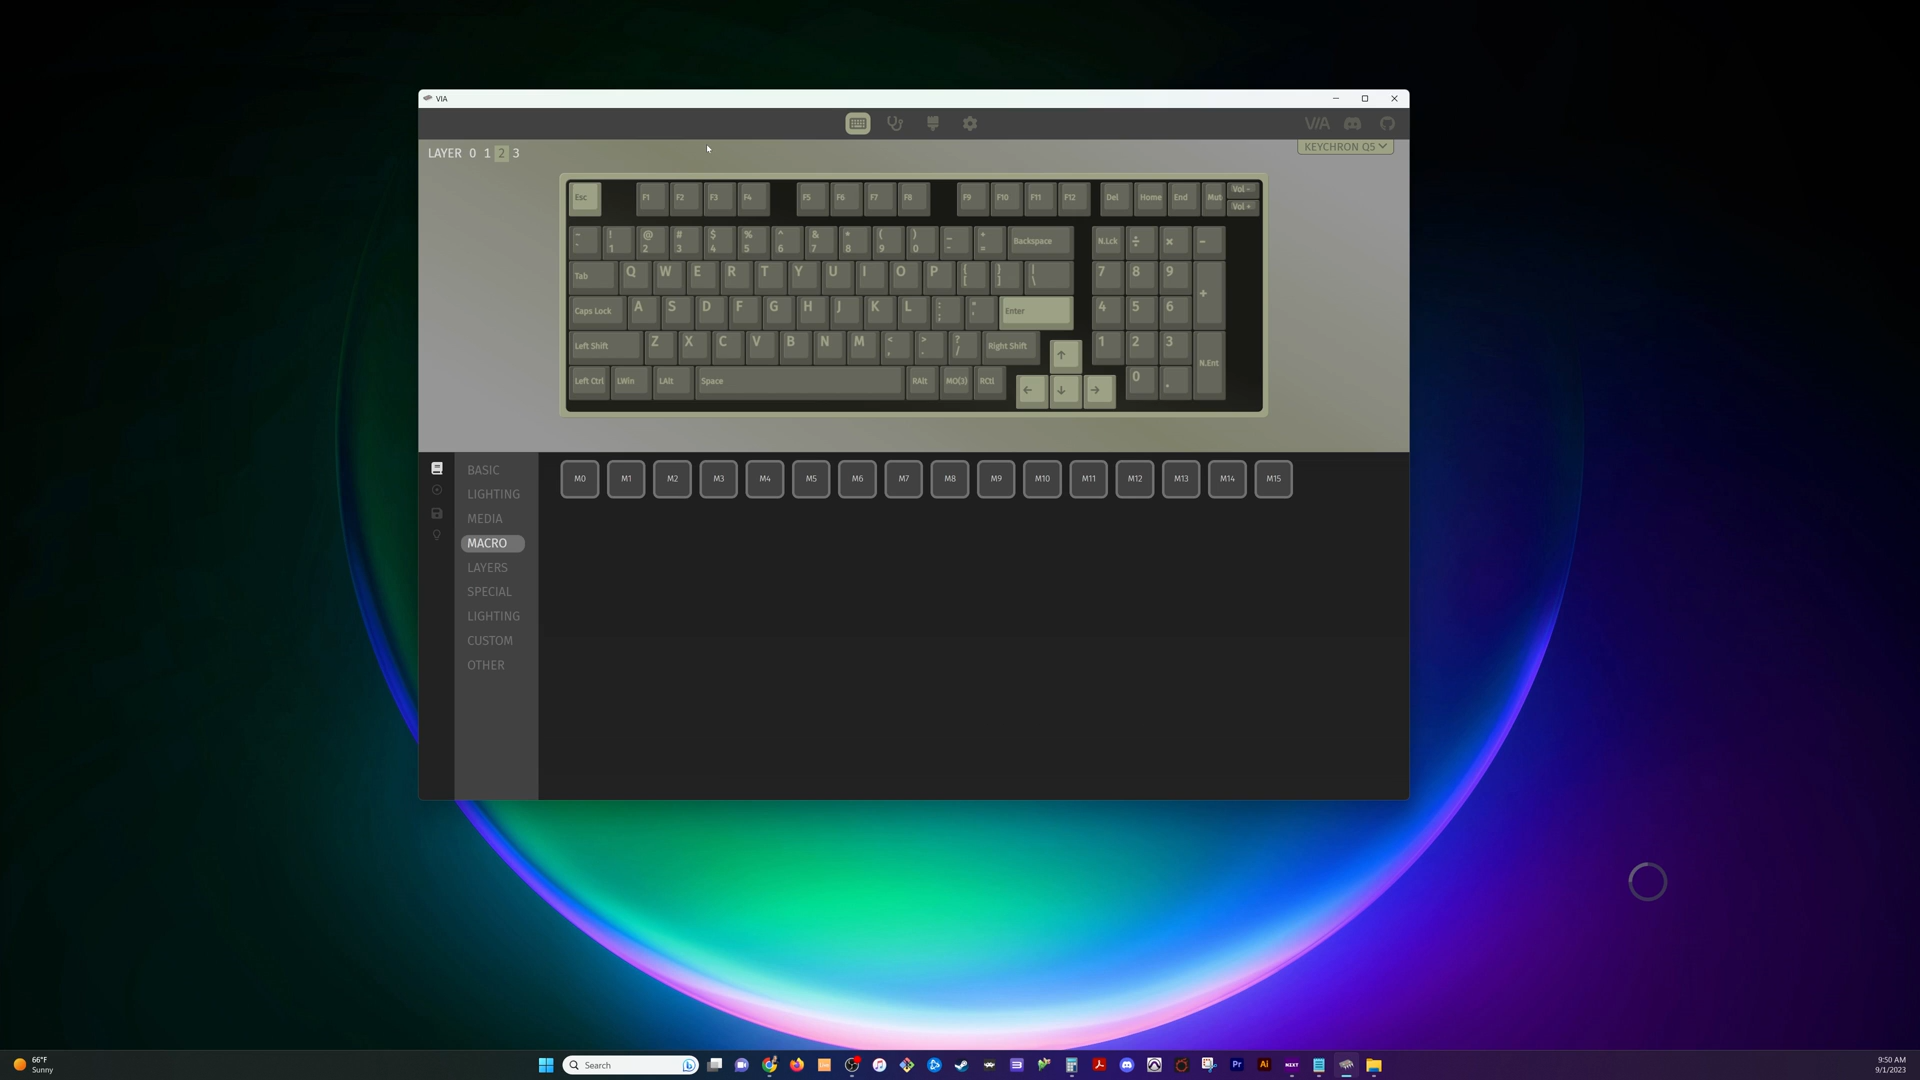 VIA
VIA
LAYER 0 1 2 3
KEYCHRON Q5
Esc F1 F2 F3 F4 F5 F6 F7 F8 F9 F10 F11 F12 Del Home End Mut Vol -
Vol +
~ ! @ # $ % ^ & * ( ) _ + Backspace N.Lck ÷ × -
` 1 2 3 4 5 6 7 8 9 0 - =
Tab Q W E R T Y U I O P { } | 7 8 9 +
[ ] \
Caps Lock A S D F G H J K L : " Enter 4 5 6
; '
Left Shift Z X C V B N M < > ? Right Shift ↑ 1 2 3 N.Ent
, . /
Left Ctrl LWin LAlt Space RAlt MO(3) RCtl ← ↓ → 0 .
BASIC
LIGHTING
MEDIA
MACRO
LAYERS
SPECIAL
LIGHTING
CUSTOM
OTHER
M0 M1 M2 M3 M4 M5 M6 M7 M8 M9 M10 M11 M12 M13 M14 M15
66°F
Sunny
Search
Pr
Ai
NEXT
9:50 AM
9/1/2023